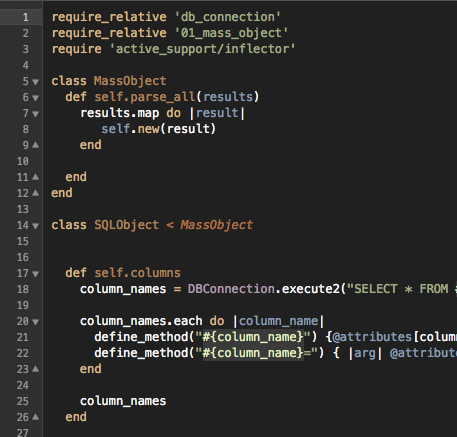 1 require_relative 'db_connection'
2 require_relative '01_mass_object'
3 require 'active_support/inflector'
4
5 class MassObject
6 def self.parse_all(results)
7 results.map do |result|
8 self.new(result)
9 end
10
11 end
12 end
13
14 class SQLObject < MassObject
15
16
17 def self.columns
18 column_names = DBConnection.execute2("SELECT * FROM
19
20 column_names.each do |column_name|
21 define_method("#{column_name}") {@attributes[colum
22 define_method("#{column_name}=") { |arg| @attribut
23 end
24
25 column_names
26 end
27